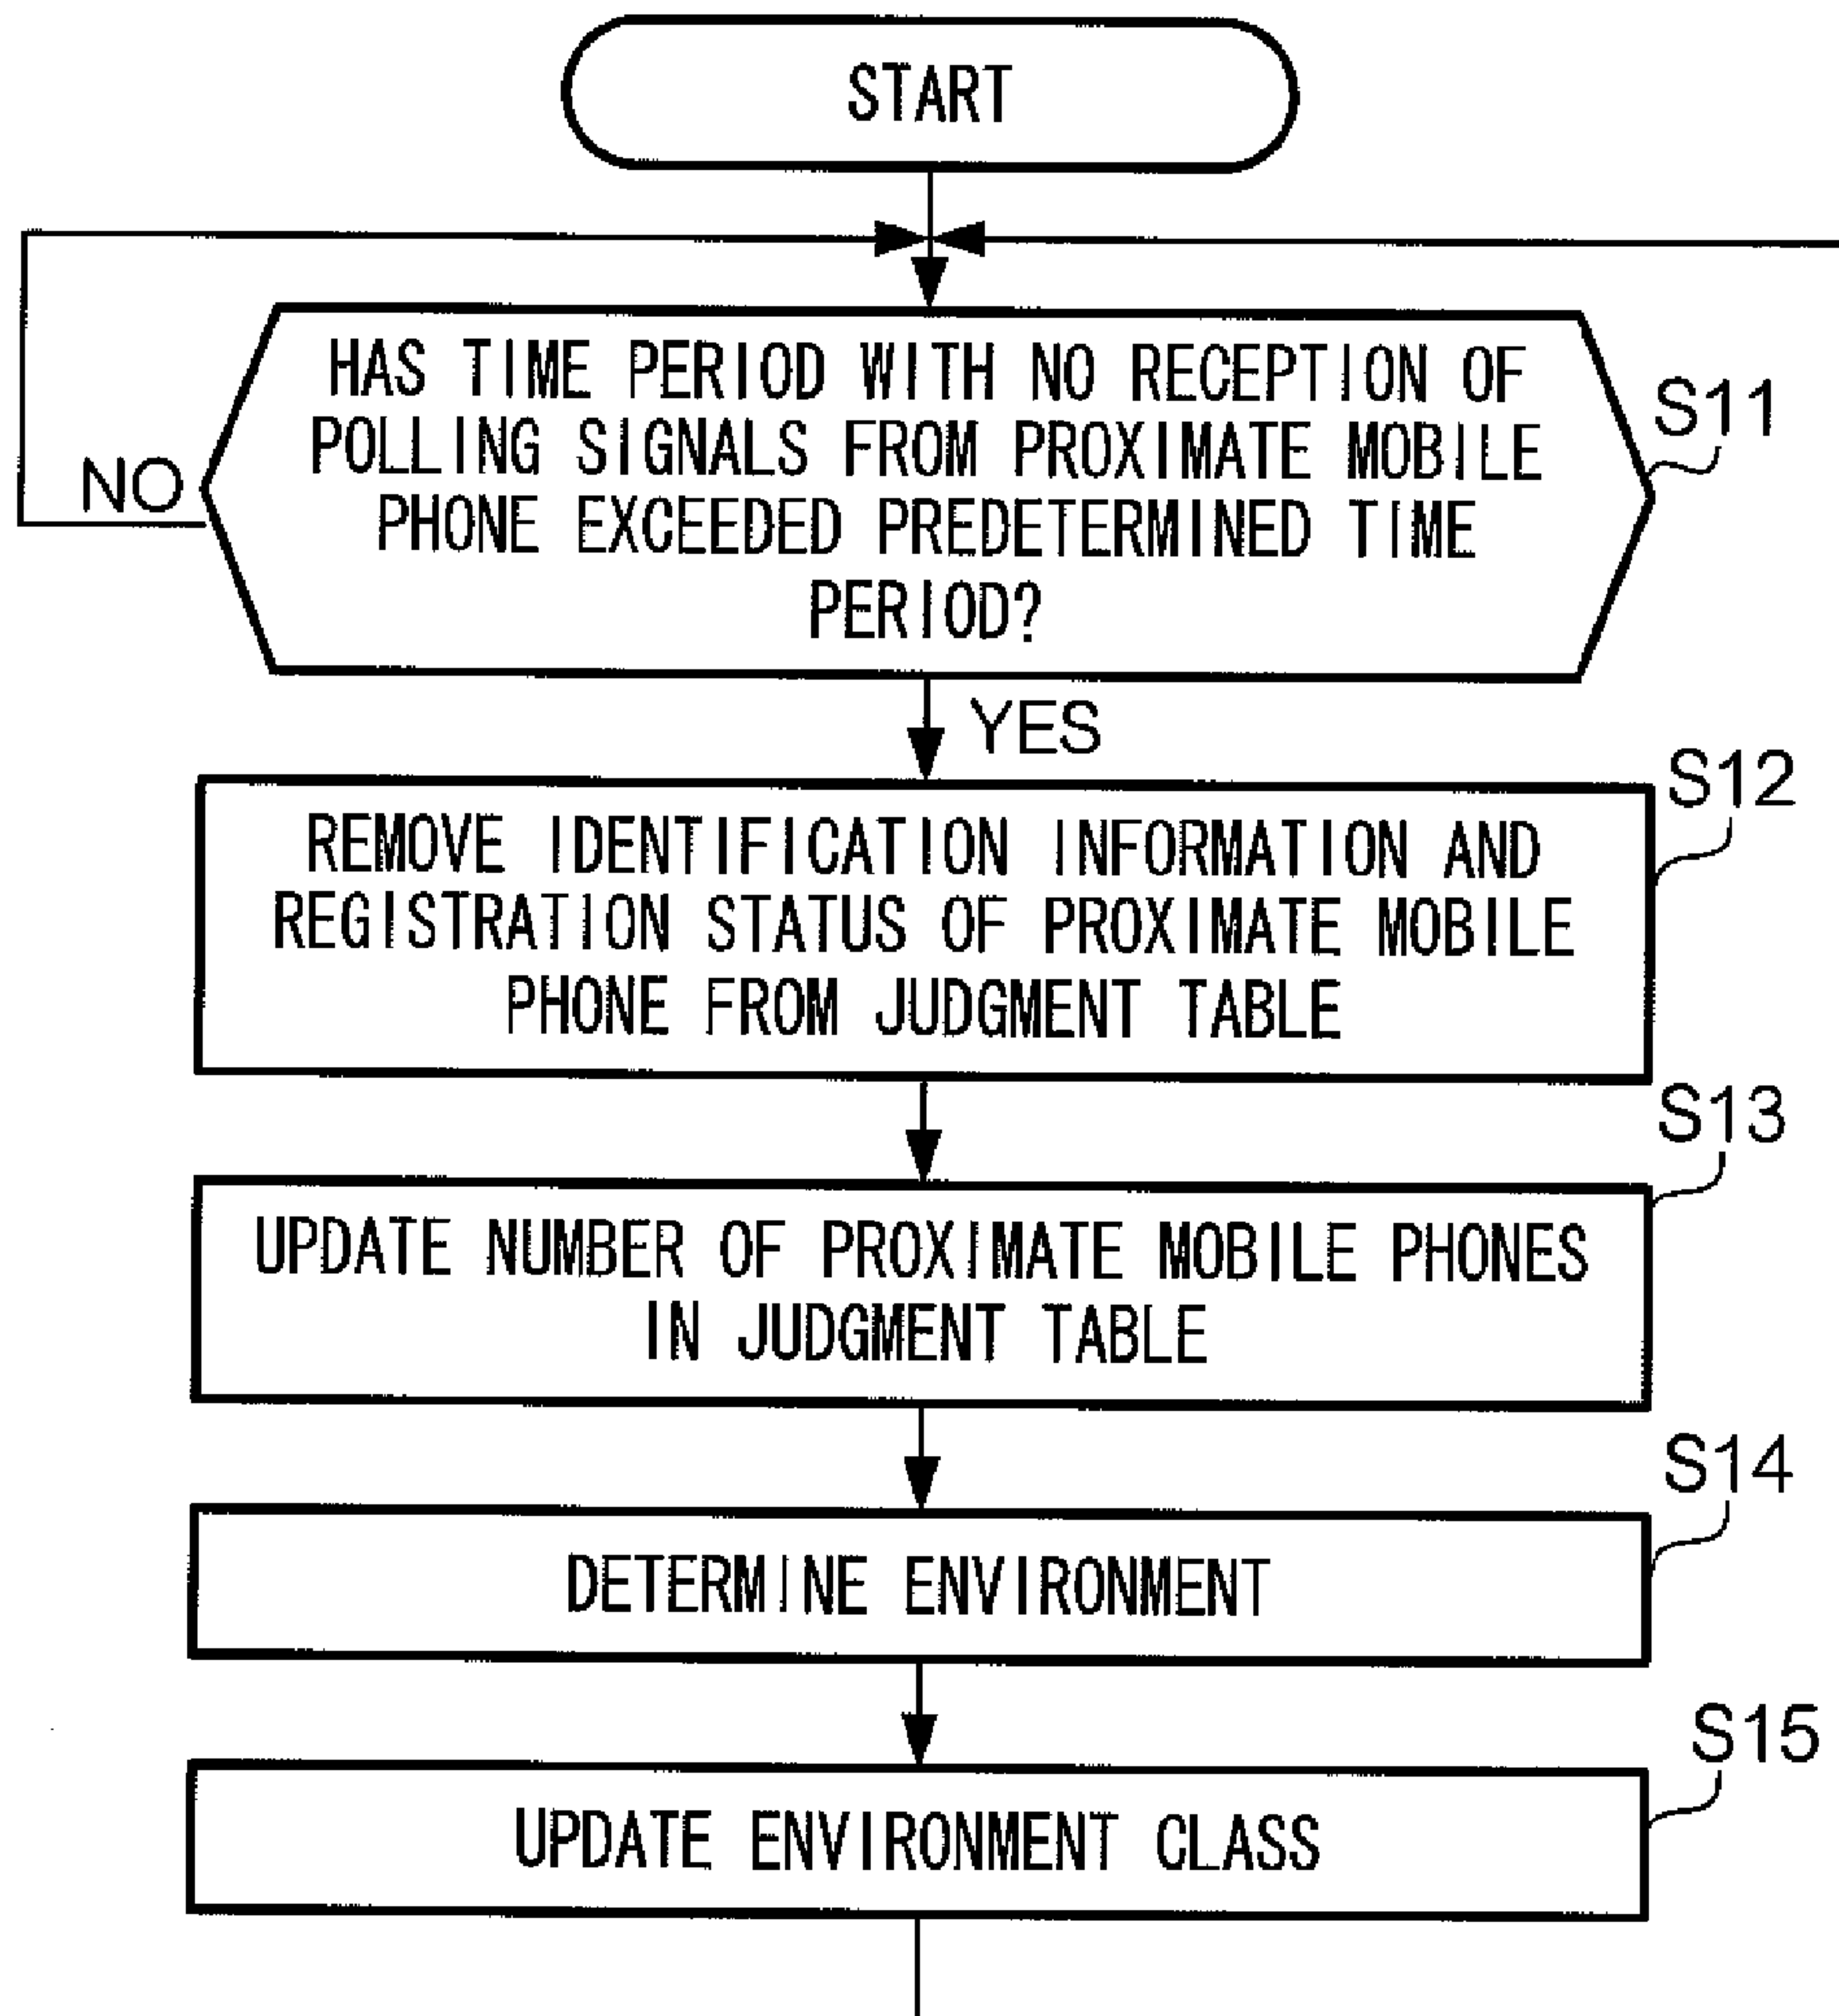 START
HAS TIME PERIOD WITH NO RECEPTION OF
POLLING SIGNALS FROM PROXIMATE MOBILE
PHONE EXCEEDED PREDETERMINED TIME
PERIOD?
S11
NO
YES
S12
REMOVE IDENTIFICATION INFORMATION AND
REGISTRATION STATUS OF PROXIMATE MOBILE
PHONE FROM JUDGMENT TABLE
S13
UPDATE NUMBER OF PROXIMATE MOBILE PHONES
IN JUDGMENT TABLE
S14
DETERMINE ENVIRONMENT
S15
UPDATE ENVIRONMENT CLASS